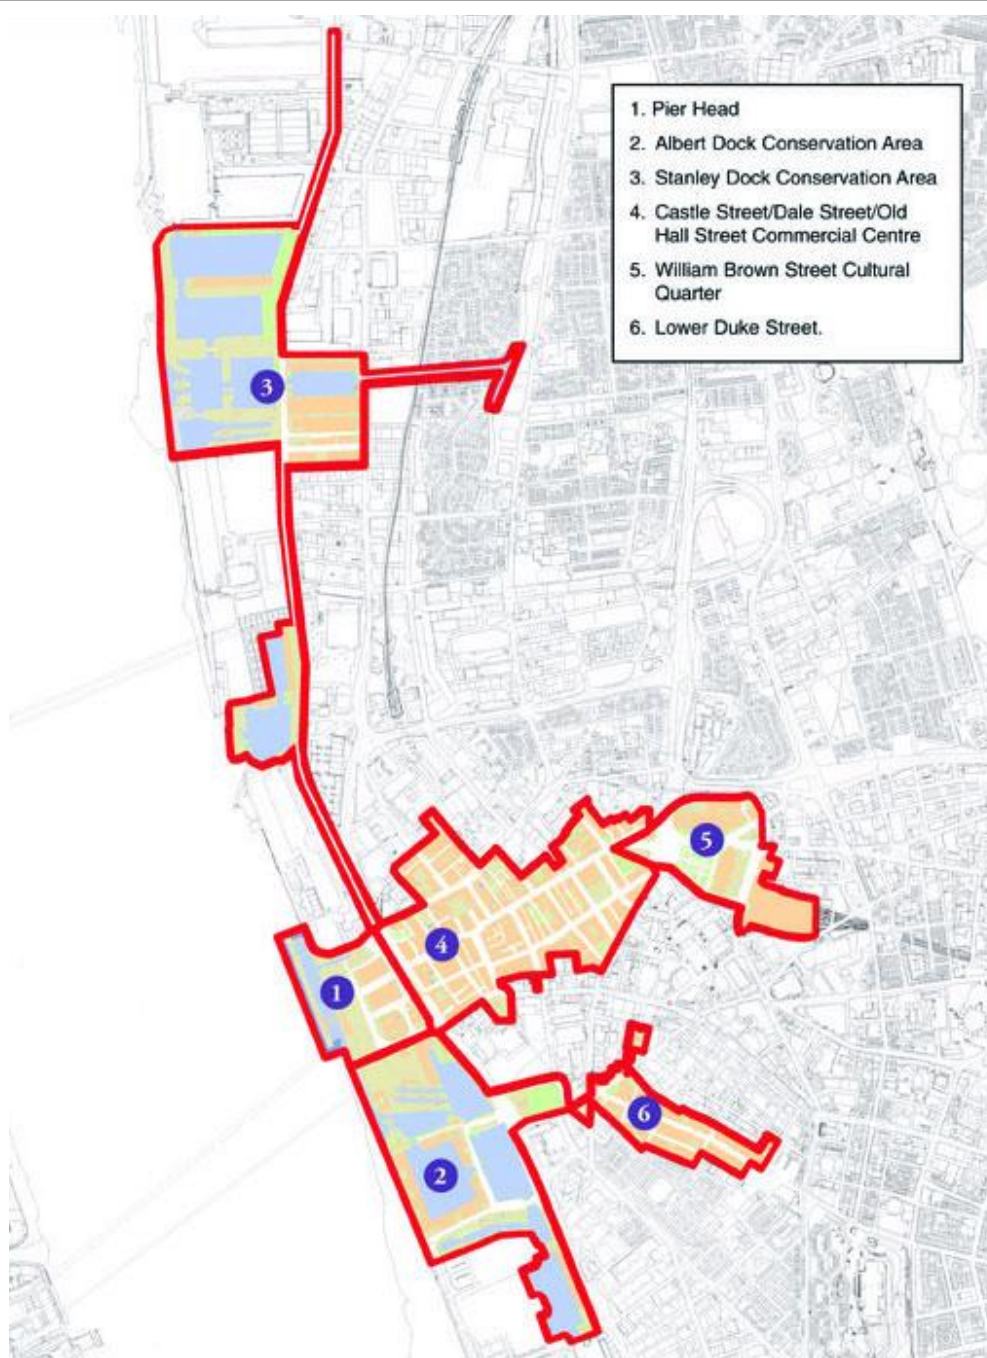 1. Pier Head
2. Albert Dock Conservation Area
3. Stanley Dock Conservation Area
4. Castle Street/Dale Street/Old
Hall Street Commercial Centre
5. William Brown Street Cultural
Quarter
6. Lower Duke Street.
3
5
4
1
6
2